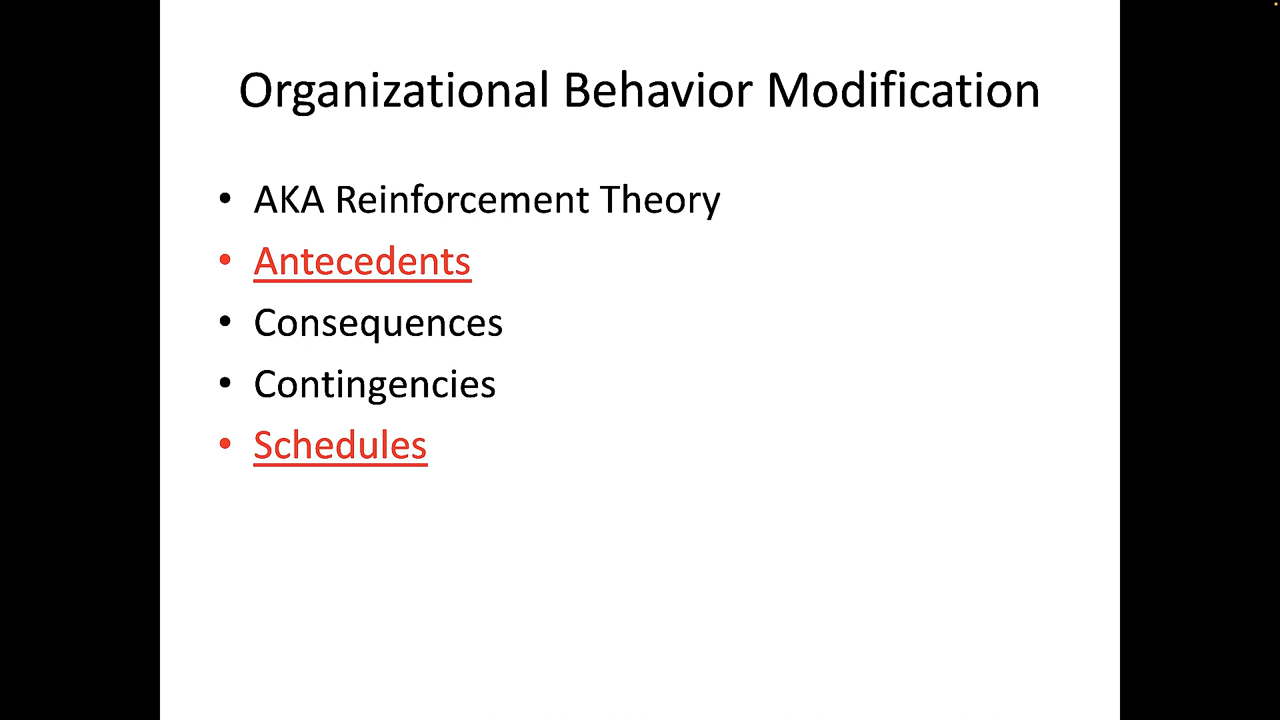 Organizational Behavior Modification
• AKA Reinforcement Theory
• Antecedents
• Consequences
• Contingencies
• Schedules